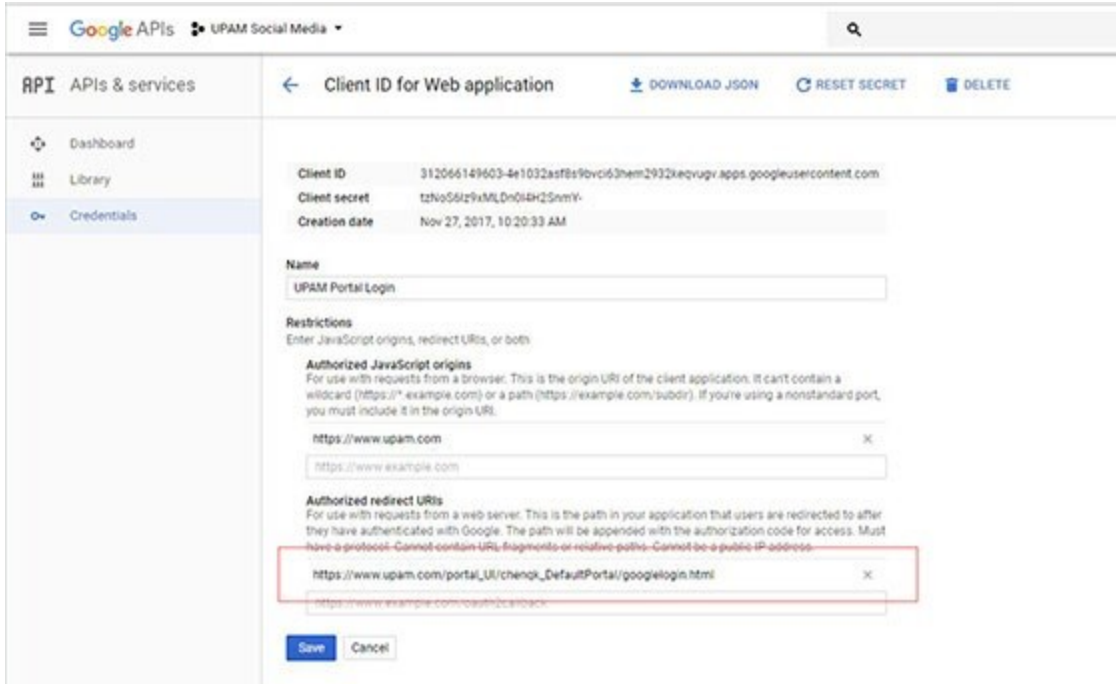 Google APIs UPAM Social Media
API APIs & services
Client ID for Web application
DOWNLOAD JSON
RESET SECRET
DELETE
Dashboard
Library
Credentials
Client ID
Client secret
Creation date Nov 27, 2017, 10:20:33 AM
Name
UPAM Portal Login
Restrictions
Enter JavaScript origins, redirect URIs, or both
Authorized JavaScript origins
For use with requests from a browser. This is the origin URI of the client application. It can't contain a
wildcard (https://*.example.com) or a path (https://example.com/subdir). If you're using a nonstandard port,
you must include it in the origin URI.
https://www.upam.com
https://www.example.com
Authorized redirect URIs
For use with requests from a web server. This is the path in your application that users are redirected to after
they have authenticated with Google. The path will be appended with the authorization code for access. Must
have a protocol. Cannot contain URL fragments or relative paths. Cannot be a public IP address.
https://www.upam.com/portal_UI/chenqk_DefaultPortal/googlelogin.html
https://www.example.com/oauth2callback
Save
Cancel